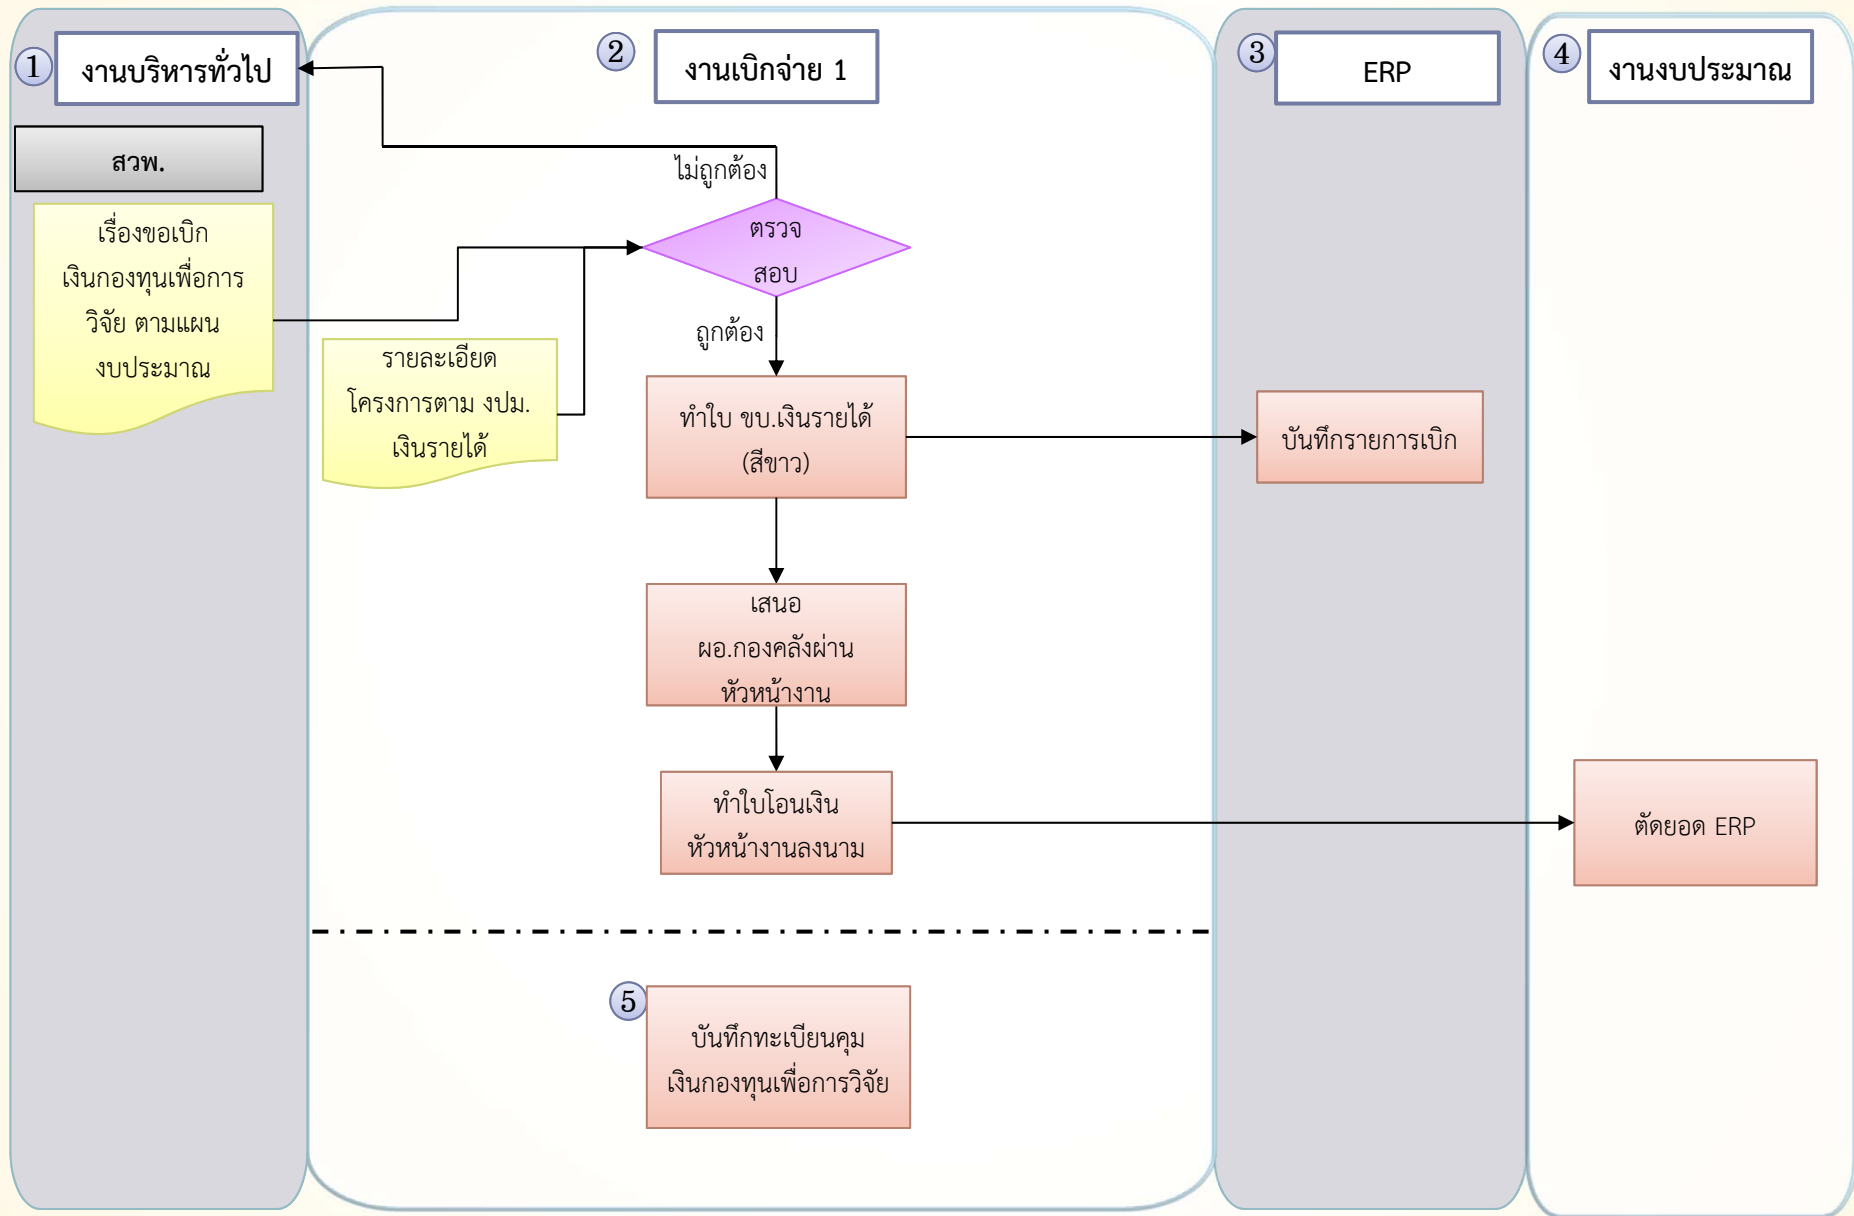 1
งานบริหารทั่วไป
2
งานเบิกจ่าย 1
3
ERP
4
งานงบประมาณ
สวพ.
เรื่องขอเบิก
เงินกองทุนเพื่อการ
วิจัย ตามแผน
งบประมาณ
ไม่ถูกต้อง
ตรวจ
สอบ
ถูกต้อง
รายละเอียด
โครงการตาม งปม.
เงินรายได้
ทำใบ ขบ.เงินรายได้
(สีขาว)
บันทึกรายการเบิก
เสนอ
ผอ.กองคลังผ่าน
หัวหน้างาน
ทำใบโอนเงิน
หัวหน้างานลงนาม
ตัดยอด ERP
5
บันทึกทะเบียนคุม
เงินกองทุนเพื่อการวิจัย